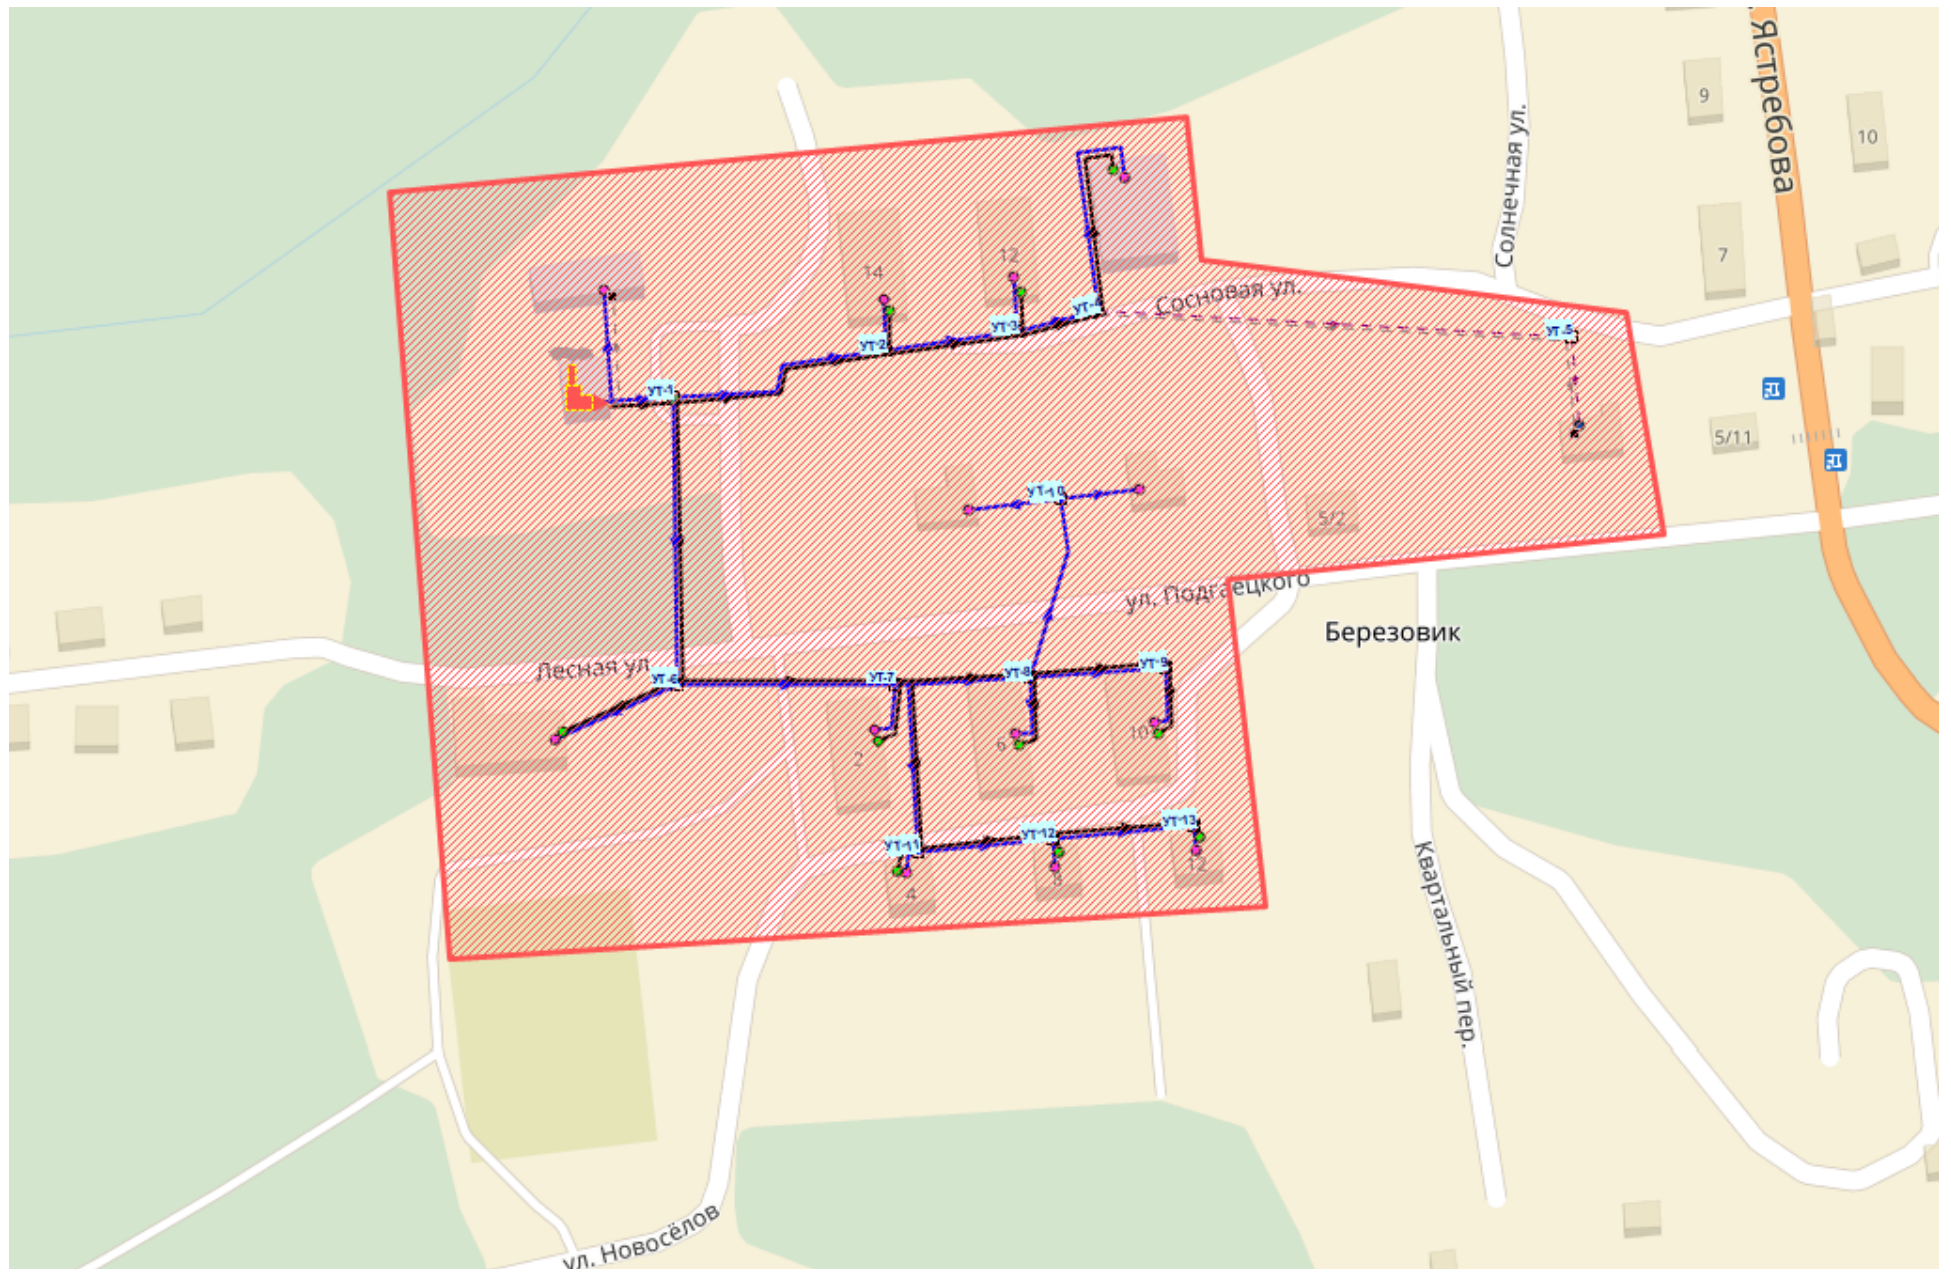 Ястребова
9
10
Солнечная ул.
7
12
14
Сосновая ул.
УТ-4
УТ-3
УТ-2
УТ-5
УТ-1
5/11
УТ-10
5/2
ул. Подгаецкого
Березовик
Лесная ул
УТ-6
УТ-7
УТ-8
УТ-9
2
6
10
УТ-11
УТ-12
УТ-13
4
8
12
Квартальный пер.
ул. Новосёлов